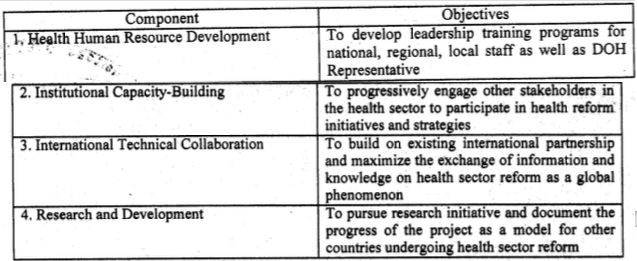 Component
Objectives
1. Health Human Resource Development
To develop leadership training programs for
national, regional, local staff as well as DOH
Representative
2. Institutional Capacity-Building
To progressively engage other stakeholders in
the health sector to participate in health reform
initiatives and strategies
3. International Technical Collaboration
To build on existing international partnership
and maximize the exchange of information and
knowledge on health sector reform as a global
phenomenon
4. Research and Development
To pursue research initiative and document the
progress of the project as a model for other
countries undergoing health sector reform